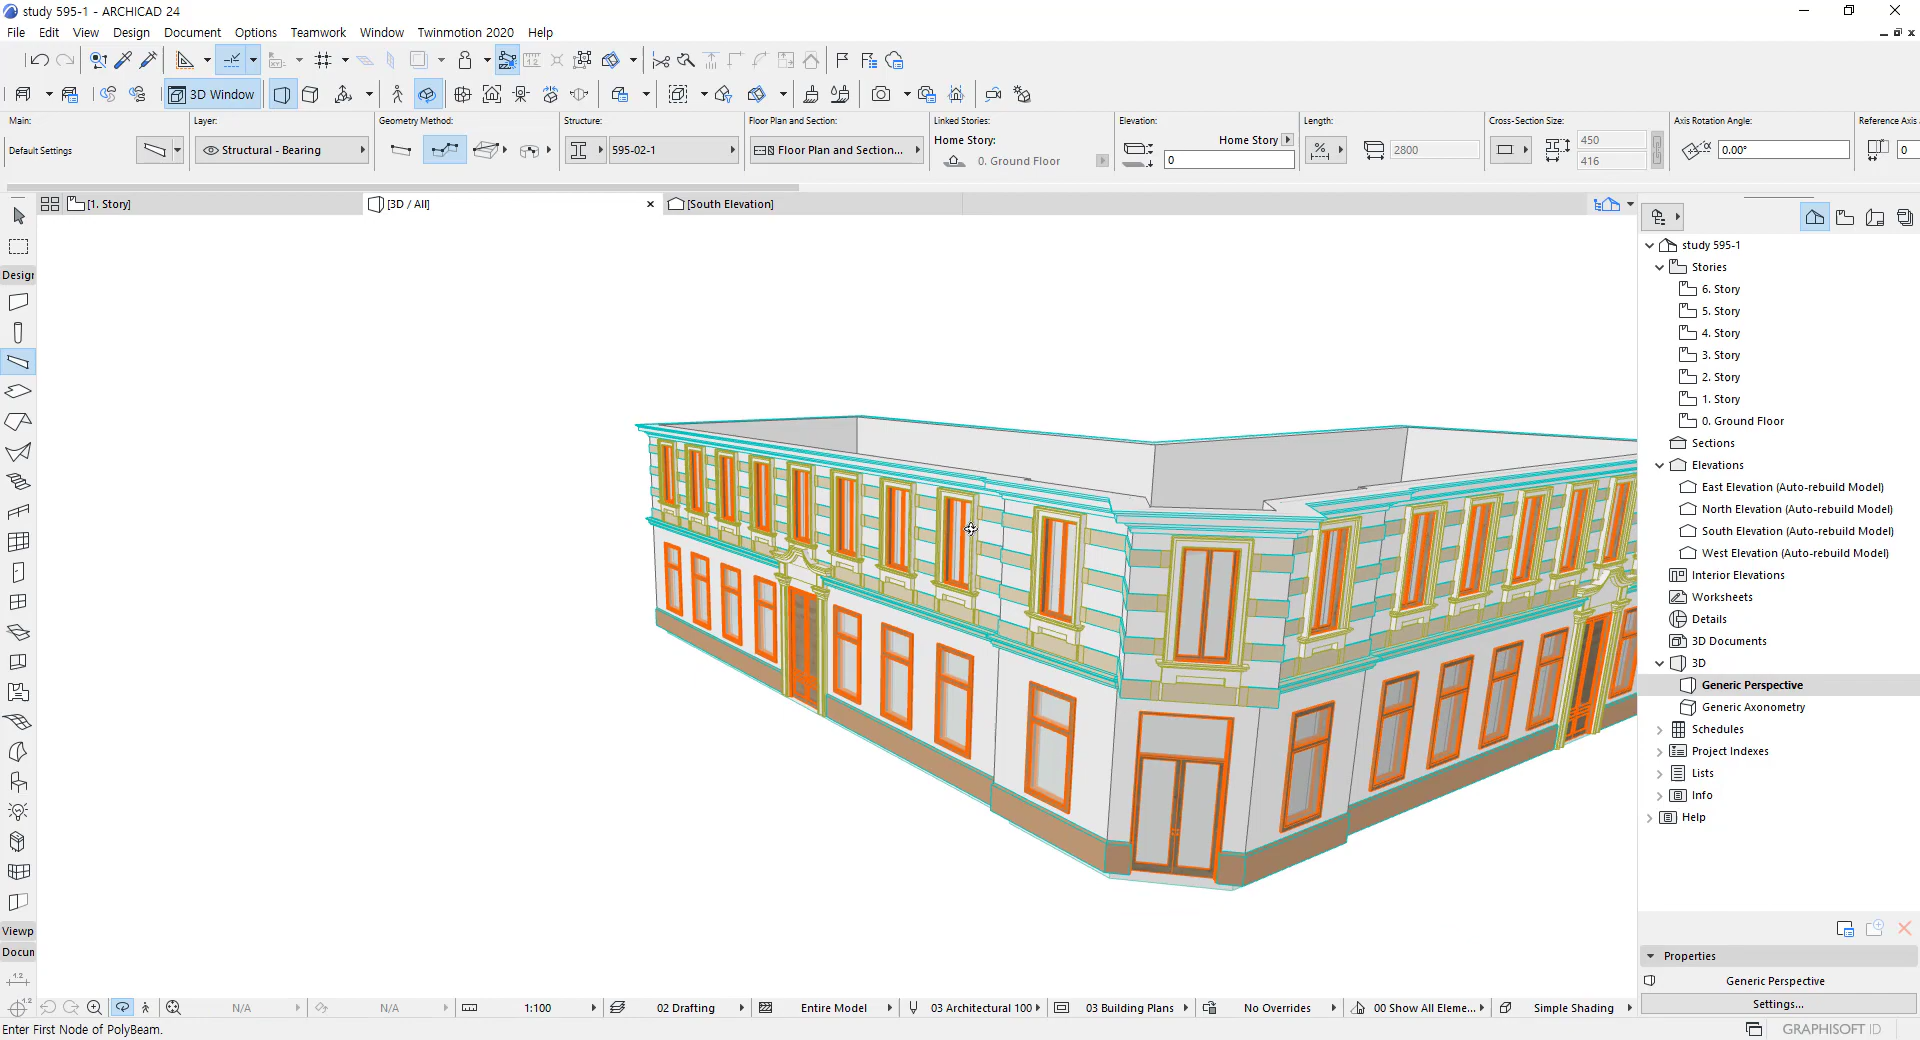 study 595-1 - ARCHICAD 24
File Edit View Design Document Options Teamwork Window Twinmotion 2020 Help
3D Window
Main: Layer: Geometry Method: Structure: Floor Plan and Section: Linked Stories: Elevation: Length: Cross-Section Size: Axis Rotation Angle: Reference Axis
Home Story: Home Story 450
Default Settings Structural - Bearing 595-02-1 Floor Plan and Section... 2800 0.00° 0
0. Ground Floor 0 416
[1. Story] [3D / All] [South Elevation]
Design
Viewp
Docum
study 595-1
Stories
6. Story
5. Story
4. Story
3. Story
2. Story
1. Story
0. Ground Floor
Sections
Elevations
East Elevation (Auto-rebuild Model)
North Elevation (Auto-rebuild Model)
South Elevation (Auto-rebuild Model)
West Elevation (Auto-rebuild Model)
Interior Elevations
Worksheets
Details
3D Documents
3D
Generic Perspective
Generic Axonometry
Schedules
Project Indexes
Lists
Info
Help
Properties
Generic Perspective
Settings...
N/A N/A 1:100 02 Drafting Entire Model 03 Architectural 100 03 Building Plans No Overrides 00 Show All Eleme... Simple Shading
Enter First Node of PolyBeam.
GRAPHISOFT ID